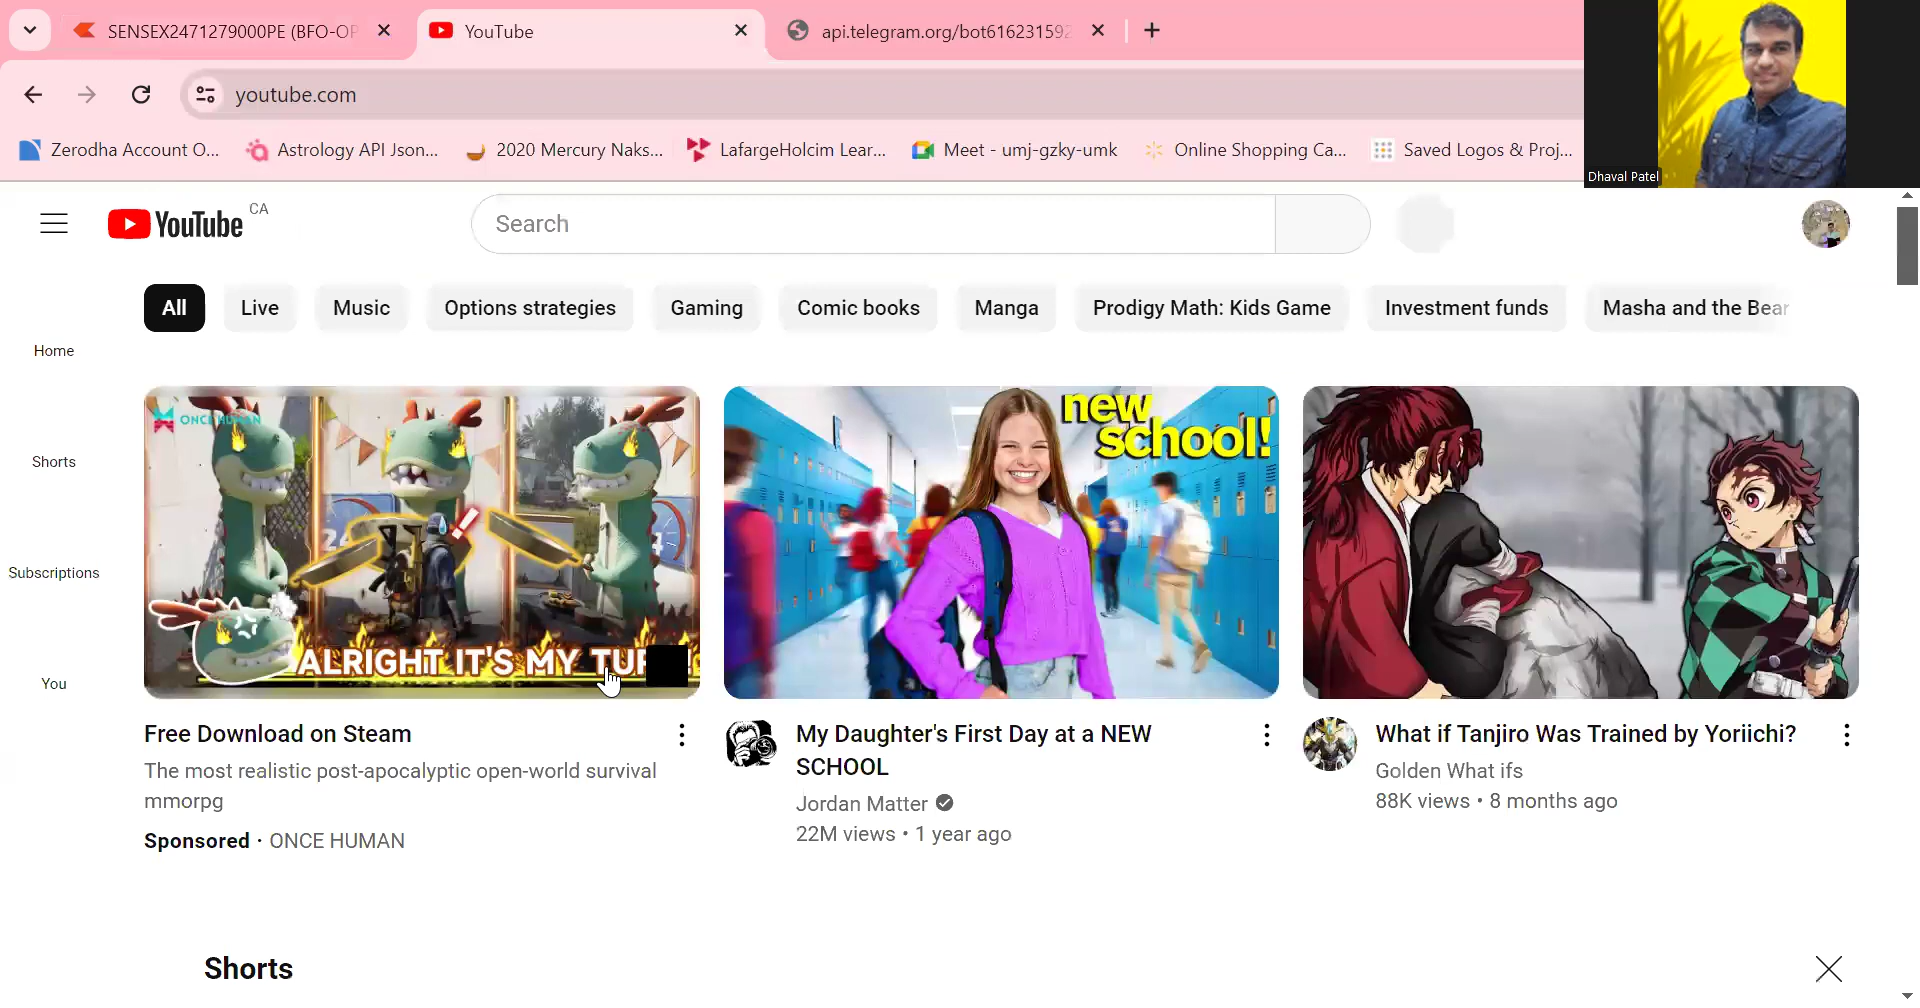 SENSEX2471279000PE (BFO-OP
YouTube
api.telegram.org/bot616231592
youtube.com
Zerodha Account O...
Astrology API Json...
2020 Mercury Naks...
LafargeHolcim Lear...
Meet - umj-gzky-umk
Online Shopping Ca...
Saved Logos & Proj...
Dhaval Patel
YouTube CA
Search
All
Live
Music
Options strategies
Gaming
Comic books
Manga
Prodigy Math: Kids Game
Investment funds
Masha and the Bear
Home
Shorts
Subscriptions
You
ONCE HUMAN
ALRIGHT IT'S MY
new
school!
Free Download on Steam
The most realistic post-apocalyptic open-world survival
mmorpg
Sponsored · ONCE HUMAN
My Daughter's First Day at a NEW
SCHOOL
Jordan Matter
22M views • 1 year ago
What if Tanjiro Was Trained by Yoriichi?
Golden What ifs
88K views • 8 months ago
Shorts